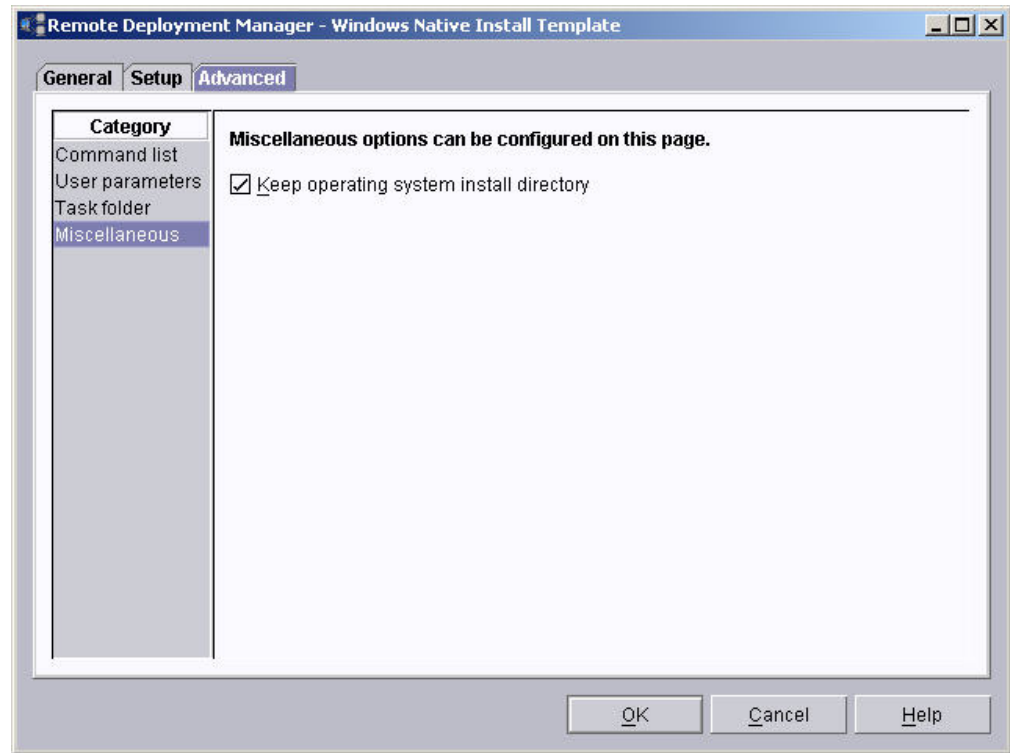 Remote Deployment Manager - Windows Native Install Template
General Setup Advanced
Category
Command list
User parameters
Task folder
Miscellaneous
Miscellaneous options can be configured on this page.
Keep operating system install directory
OK Cancel Help